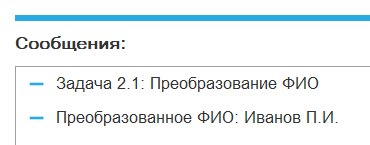 Сообщения:
Задача 2.1: Преобразование ФИО
Преобразованное ФИО: Иванов П.И.